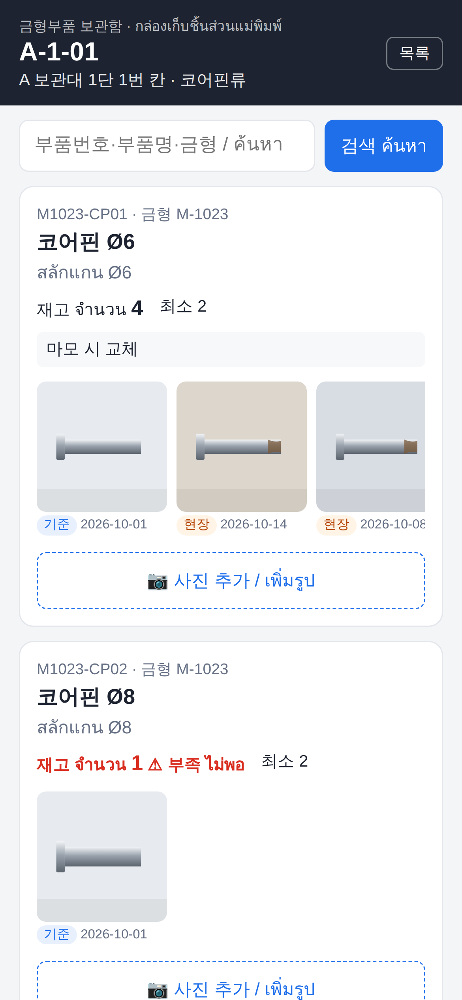 금형부품 보관함 · กล่องเก็บชิ้นส่วนแม่พิมพ์
A-1-01
목록
A 보관대 1단 1번 칸 · 코어핀류
부품번호·부품명·금형 / ค้นหา
검색 ค้นหา
M1023-CP01 · 금형 M-1023
코어핀 Ø6
สลักแกน Ø6
재고 จำนวน 4 최소 2
마모 시 교체
기준 2026-10-01 현장 2026-10-14 현장 2026-10-08
사진 추가 / เพิ่มรูป
M1023-CP02 · 금형 M-1023
코어핀 Ø8
สลักแกน Ø8
재고 จำนวน 1 ⚠ 부족 ไม่พอ 최소 2
기준 2026-10-01
사진 추가 / เพิ่มรูป